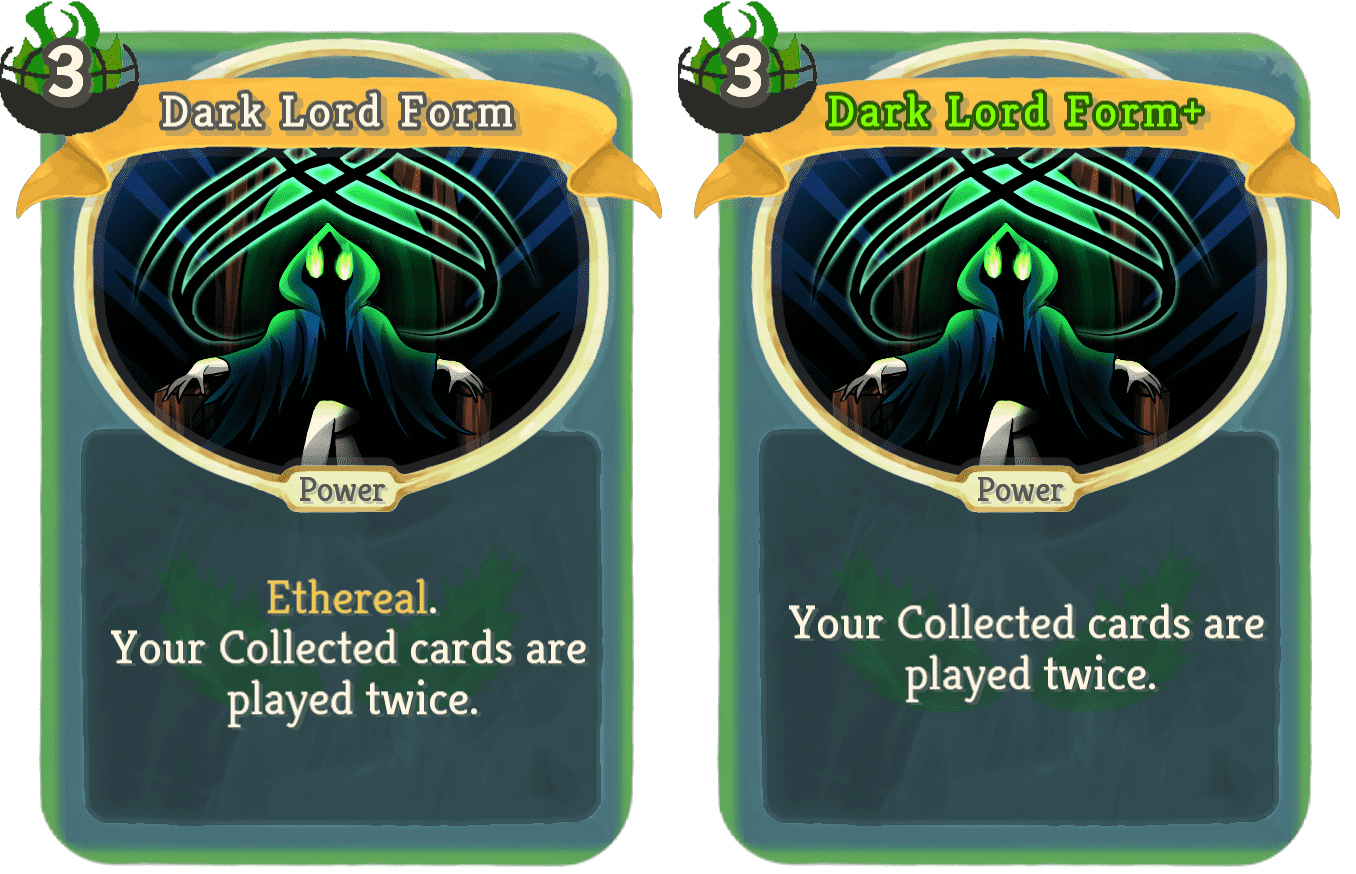 3
Dark Lord Form
Power
Ethereal.
Your Collected cards are
played twice.
3
Dark Lord Form+
Power
Your Collected cards are
played twice.